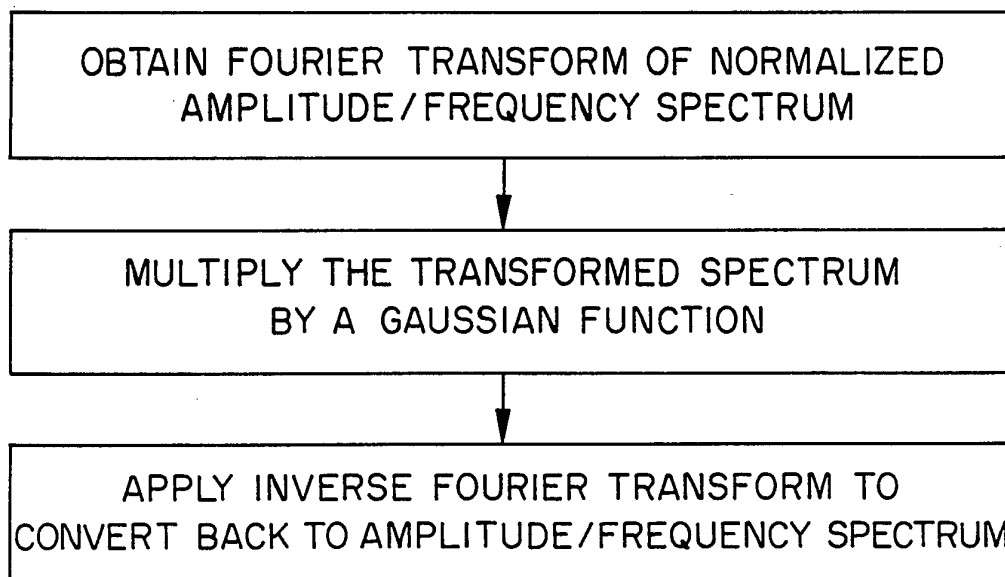 OBTAIN FOURIER TRANSFORM OF NORMALIZED
AMPLITUDE/FREQUENCY SPECTRUM
MULTIPLY THE TRANSFORMED SPECTRUM
BY A GAUSSIAN FUNCTION
APPLY INVERSE FOURIER TRANSFORM TO
CONVERT BACK TO AMPLITUDE/FREQUENCY SPECTRUM